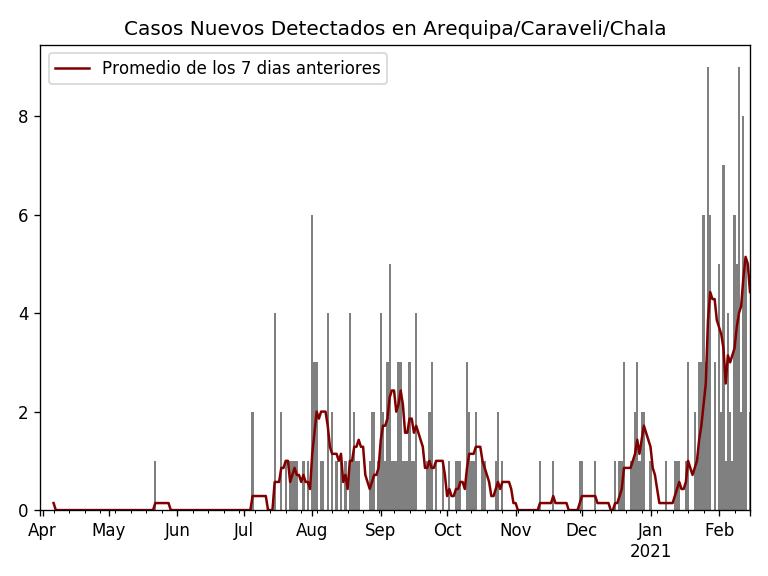 Casos Nuevos Detectados en Arequipa/Caraveli/Chala
Promedio de los 7 dias anteriores
8
6
4
2
0
Apr May Jun Jul Aug Sep Oct Nov Dec Jan Feb
2021